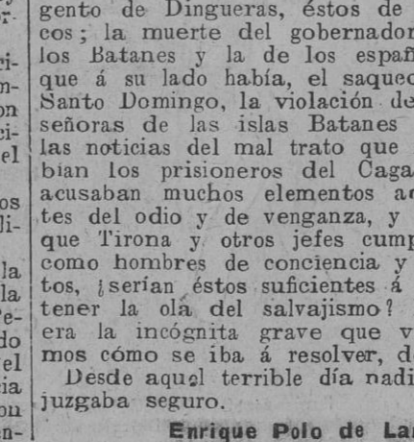 gento de Dingueras, éstos de
cos; la muerte del gobernador
los Batanes y la de los españ
que á su lado había, el saqueo
Santo Domingo, la violación de
señoras de las islas Batanes
las noticias del mal trato que
bían los prisioneros del Caga
acusaban muchos elementos ac
tes del odio y de venganza, y
que Tirona y otros jefes cump
como hombres de conciencia y
tos, ¿serían éstos suficientes á
tener la ola del salvajismo?
era la incógnita grave que v
mos cómo se iba á resolver, d
Desde aquel terrible día nadi
juzgaba seguro.
Enrique Polo de La